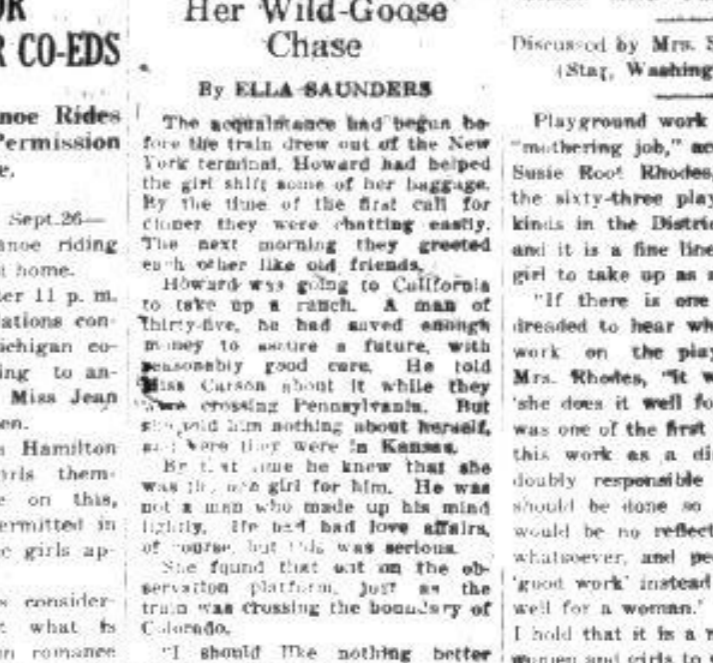 R CO-EDS
noe Rides
Permission
e.
Sept.26—
anoe riding
t home.
ter 11 p. m.
ations con-
ichigan co-
ing to an-
Miss Jean
en.
s Hamilton
irls them-
e on this,
ermitted in
e girls ap-
s consider-
t what is
n romance
Her Wild-Goose
Chase
By ELLA SAUNDERS
The acquaintance had begun be-
fore the train drew out of the New
York terminal. Howard had helped
the girl shift some of her baggage.
By the time of the first call for
dinner they were chatting easily.
The next morning they greeted
each other like old friends.
Howard was going to California
to take up a ranch. A man of
thirty-five, he had saved enough
money to assure a future, with
reasonably good care. He told
Miss Carson about it while they
were crossing Pennsylvania. But
she told him nothing about herself,
and were in Kansas.
By time he knew that she
was the one girl for him. He was
not a man who made up his mind
lightly. He had had love affairs,
of course, but this was serious.
She found that out on the ob-
servation platform, just as the
train was crossing the boundary of
Colorado.
"I should like nothing better
Discussed by Mrs. S
(Star, Washing
Playground work
"mothering job," ac
Susie Root Rhodes,
the sixty-three play
kinds in the Distric
and it is a fine line
girl to take up as a
"If there is one
dreaded to hear wh
work on the play
Mrs. Rhodes, "it w
'she does it well fo
was one of the first
this work as a di
doubly responsible
should be done so
would be no reflect
whatsoever, and pe
'good work' instead
well for a woman.'
I hold that it is a
women and girls to